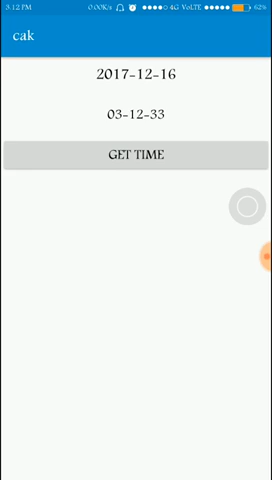 3:12 PM 0.00K/s 4G VoLTE 62%
cak
2017-12-16
03-12-33
GET TIME